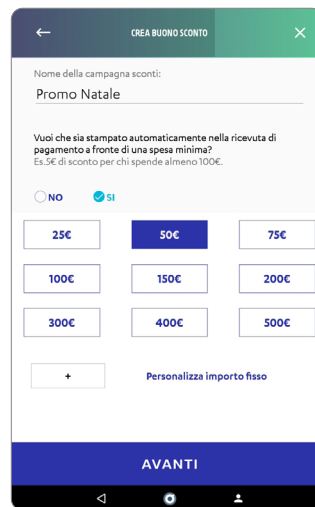 CREA BUONO SCONTO
Nome della campagna sconti:
Promo Natale
Vuoi che sia stampato automaticamente nella ricevuta di
pagamento a fronte di una spesa minima?
Es.5€ di sconto per chi spende almeno 100€.
NO SI
25€ 50€ 75€
100€ 150€ 200€
300€ 400€ 500€
+ Personalizza importo fisso
AVANTI